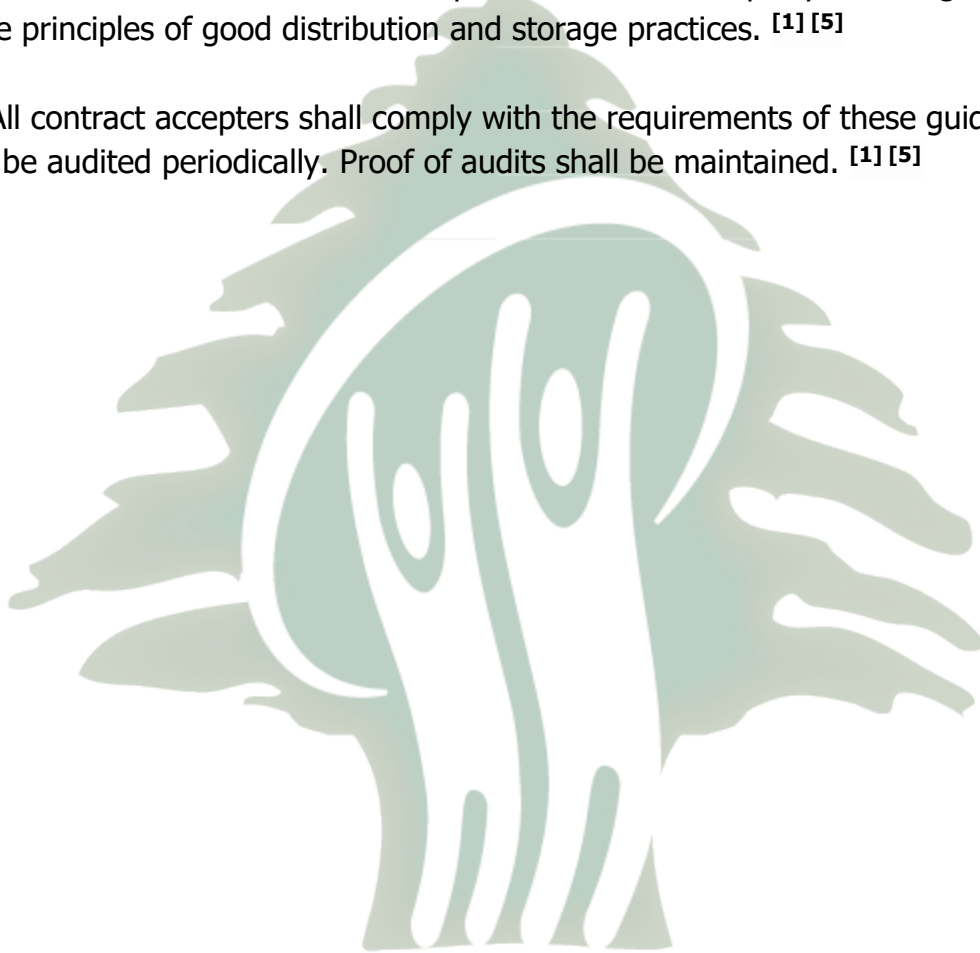 e principles of good distribution and storage practices. [1] [5]
All contract accepters shall comply with the requirements of these guid
be audited periodically. Proof of audits shall be maintained. [1] [5]